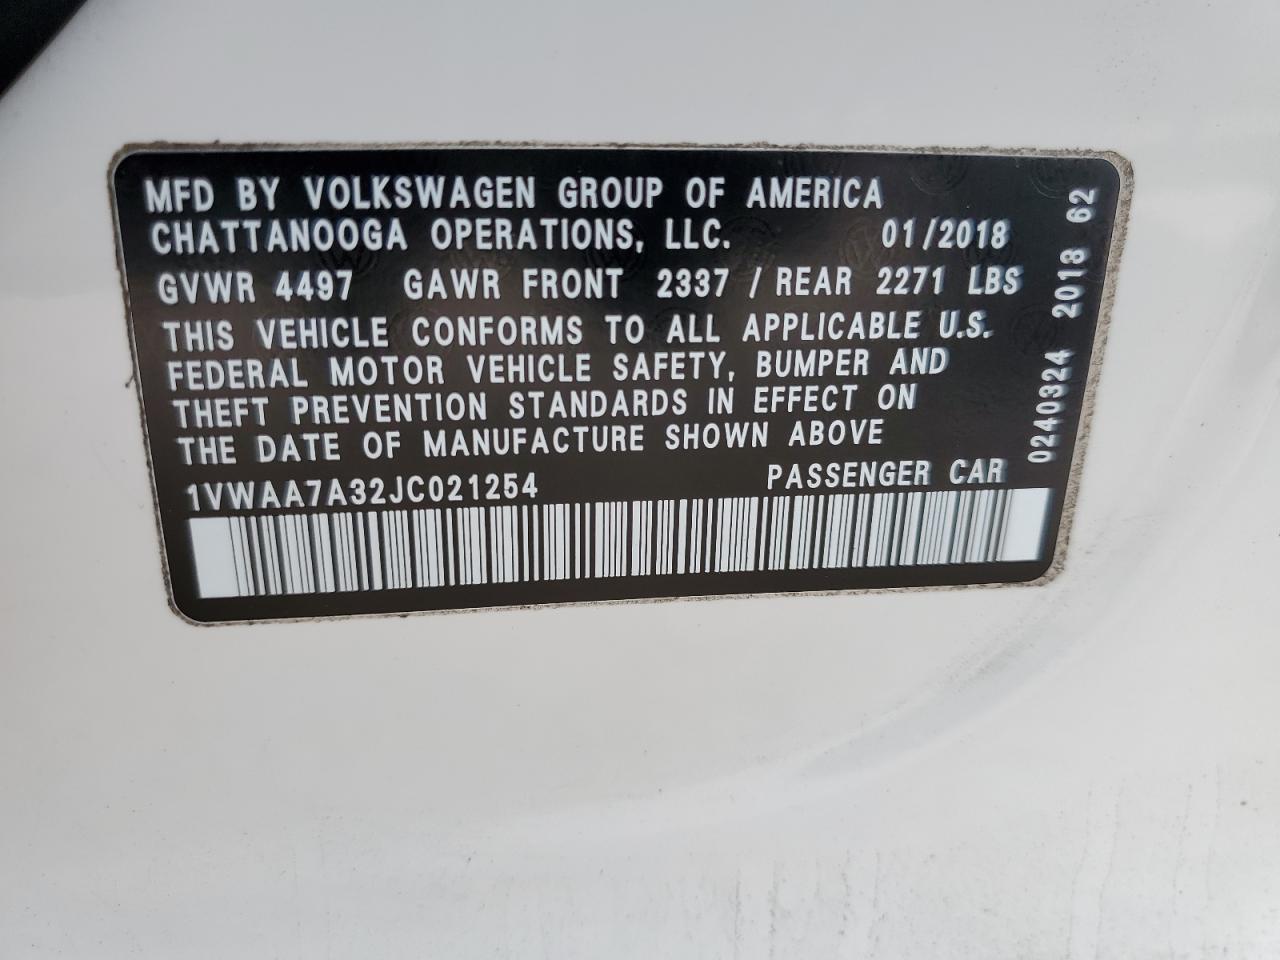 MFD BY VOLKSWAGEN GROUP OF AMERICA
CHATTANOOGA OPERATIONS, LLC. 01/2018
GVWR 4497 GAWR FRONT 2337 / REAR 2271 LBS
THIS VEHICLE CONFORMS TO ALL APPLICABLE U.S.
FEDERAL MOTOR VEHICLE SAFETY, BUMPER AND
THEFT PREVENTION STANDARDS IN EFFECT ON
THE DATE OF MANUFACTURE SHOWN ABOVE
1VWAA7A32JC021254 PASSENGER CAR
0240324 2018 62